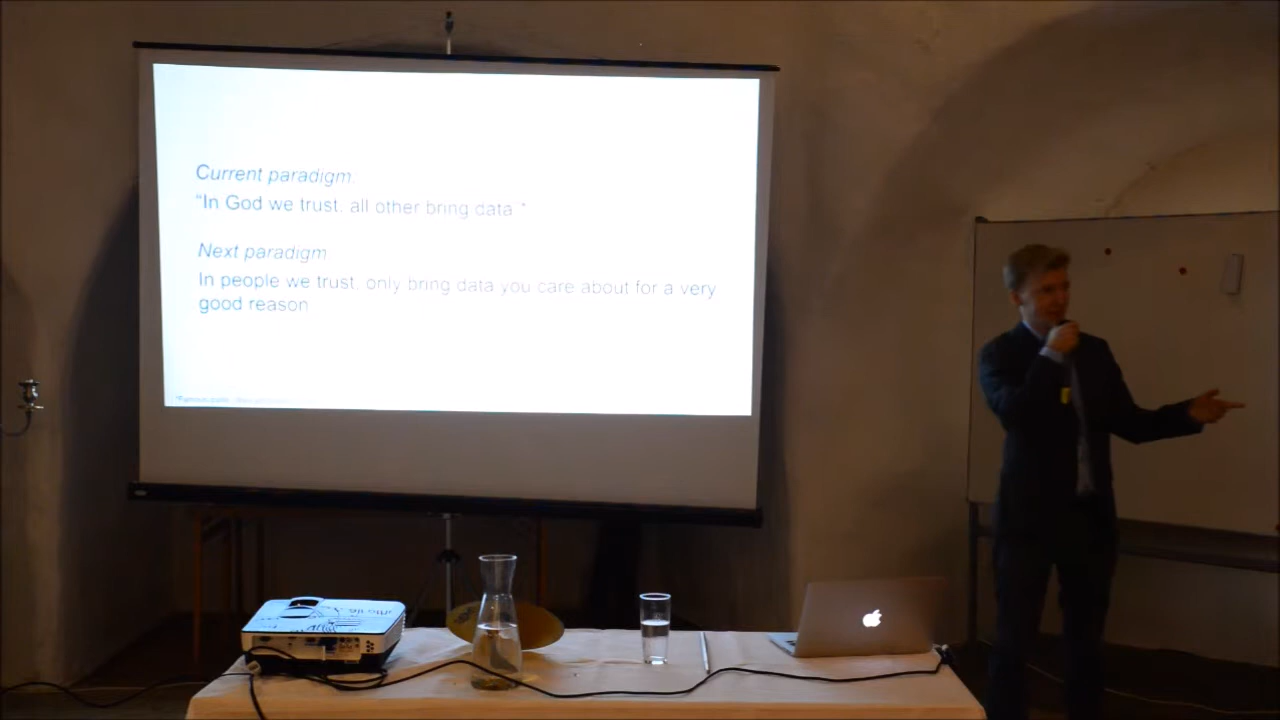 Current paradigm:
"In God we trust, all other bring data."
Next paradigm:
In people we trust, only bring data you care about for a very
good reason